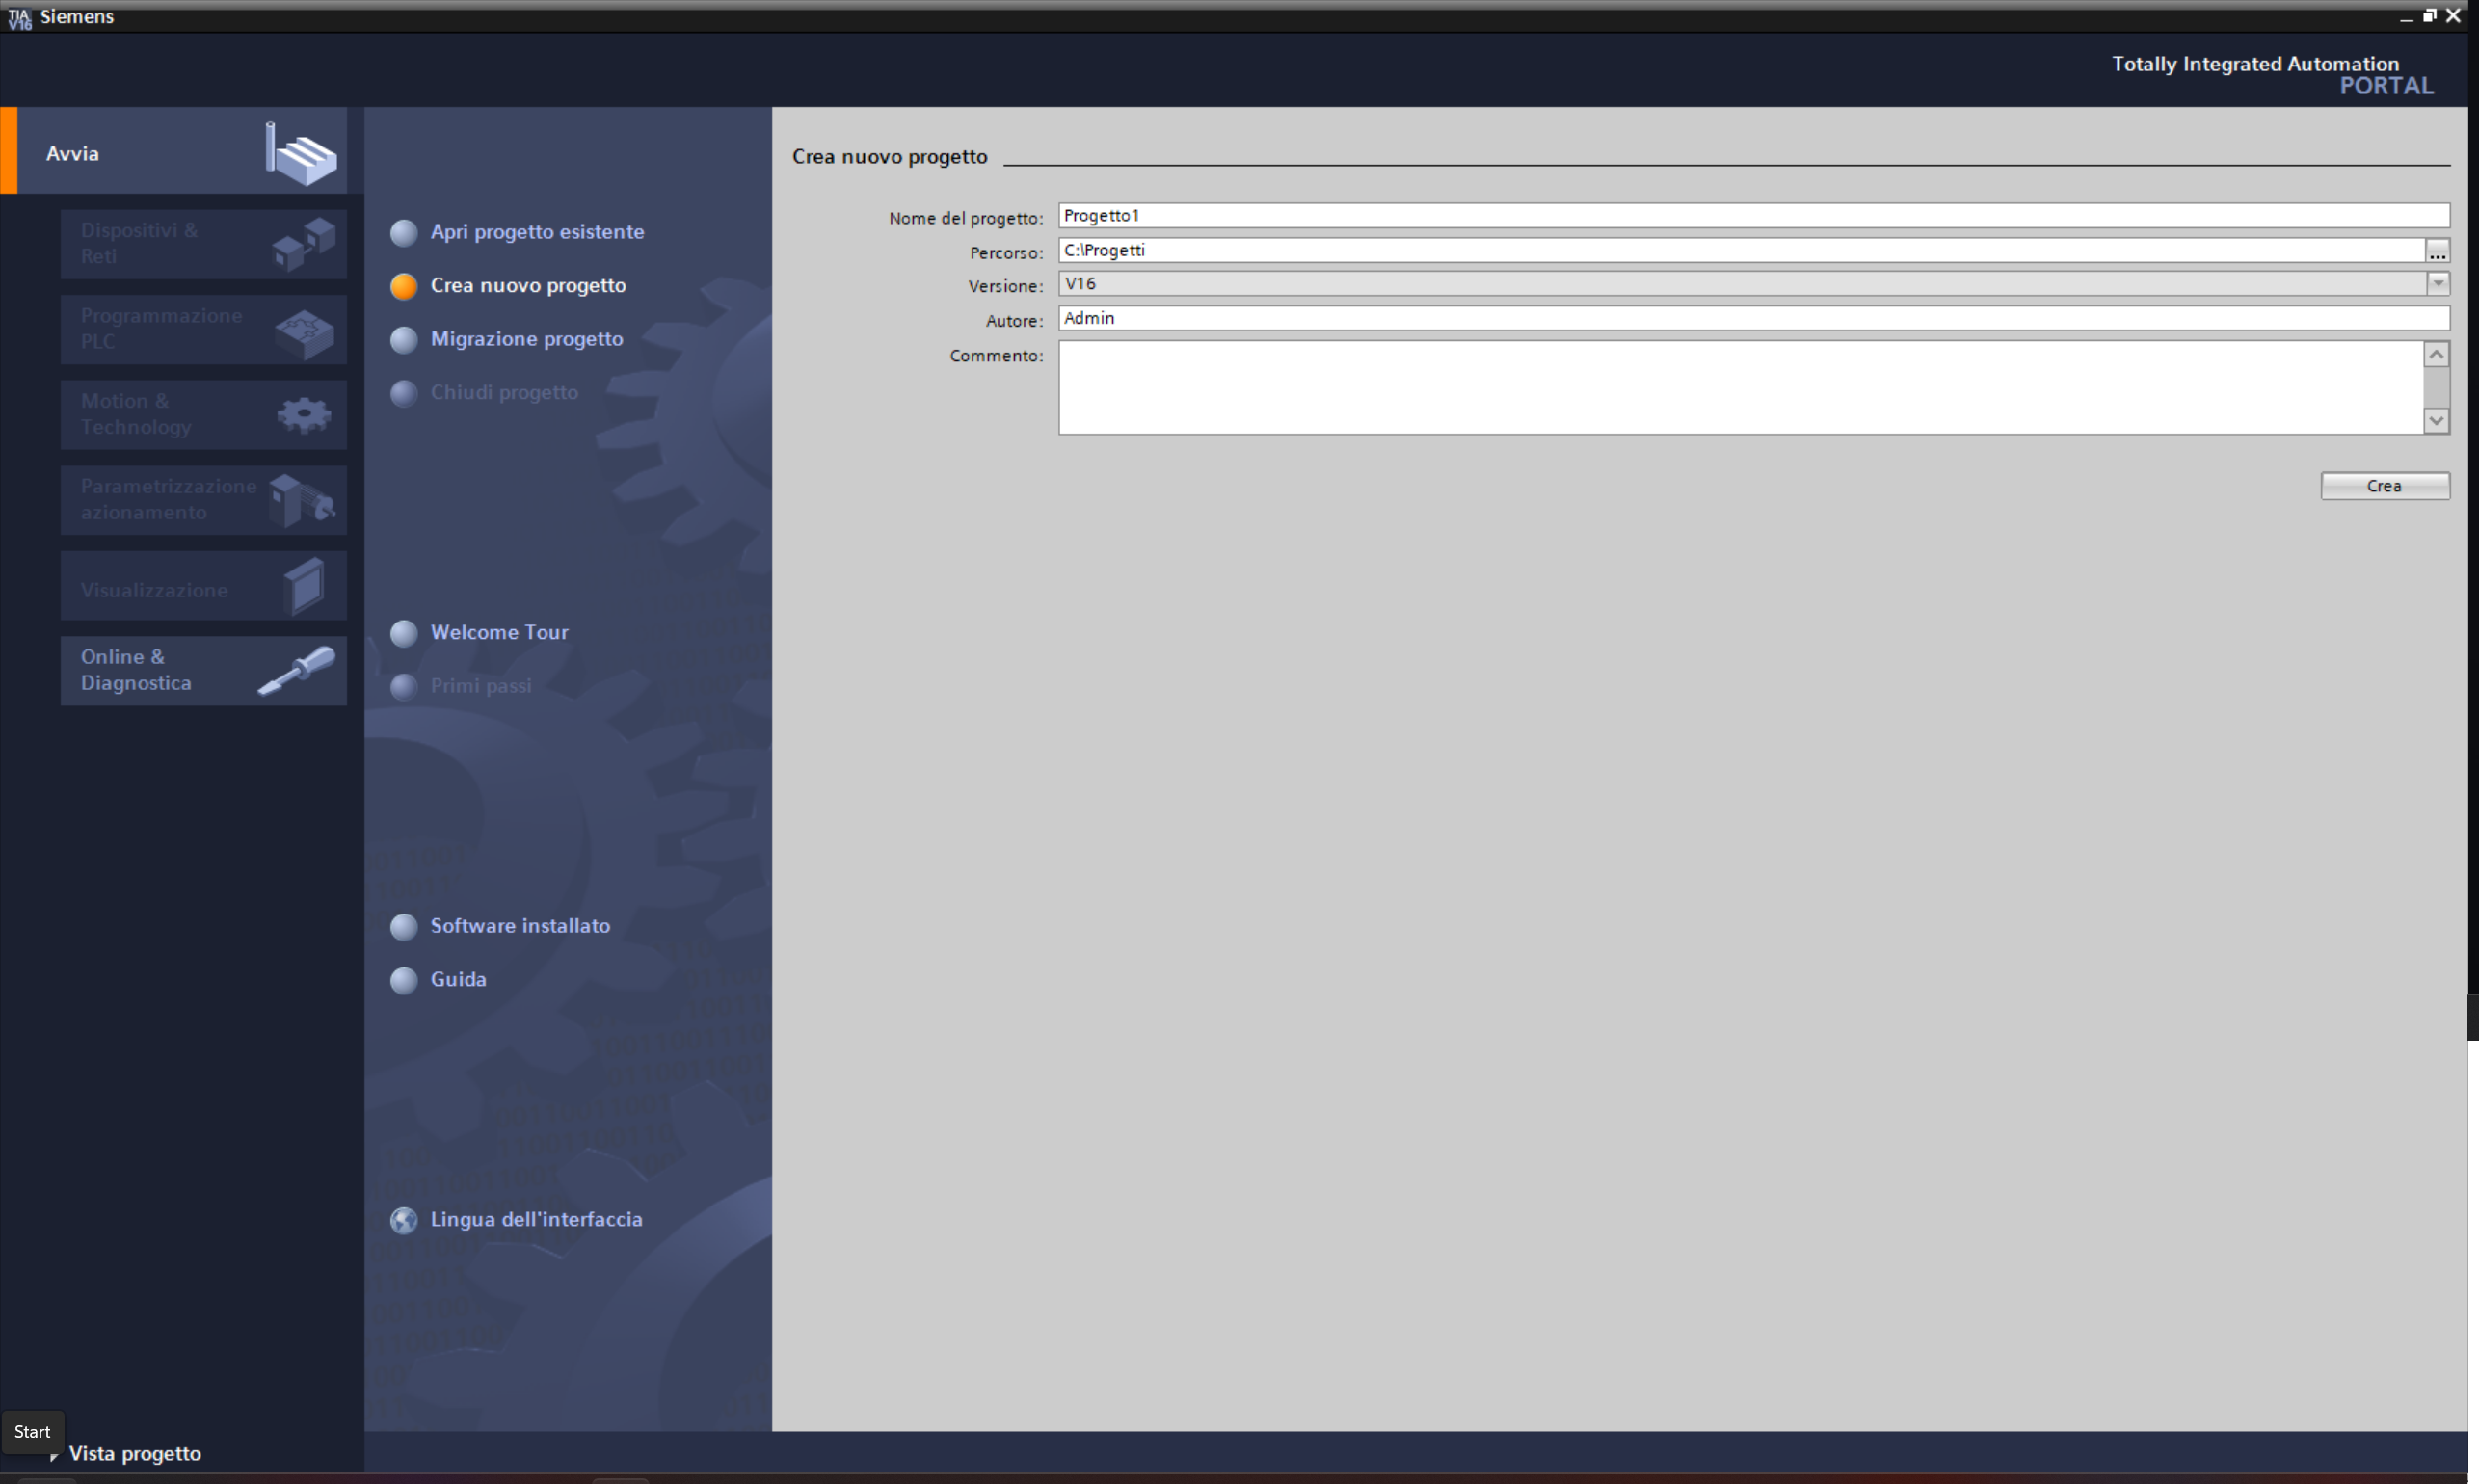 TIA
V16
Siemens
Totally Integrated Automation
PORTAL
Avvia
Dispositivi &
Reti
Programmazione
PLC
Motion &
Technology
Parametrizzazione
azionamento
Visualizzazione
Online &
Diagnostica
Apri progetto esistente
Crea nuovo progetto
Migrazione progetto
Chiudi progetto
Welcome Tour
Primi passi
Software installato
Guida
Lingua dell'interfaccia
Crea nuovo progetto
Nome del progetto: Progetto1
Percorso: C:\Progetti
...
Versione: V16
Autore: Admin
Commento:
Crea
Start
Vista progetto